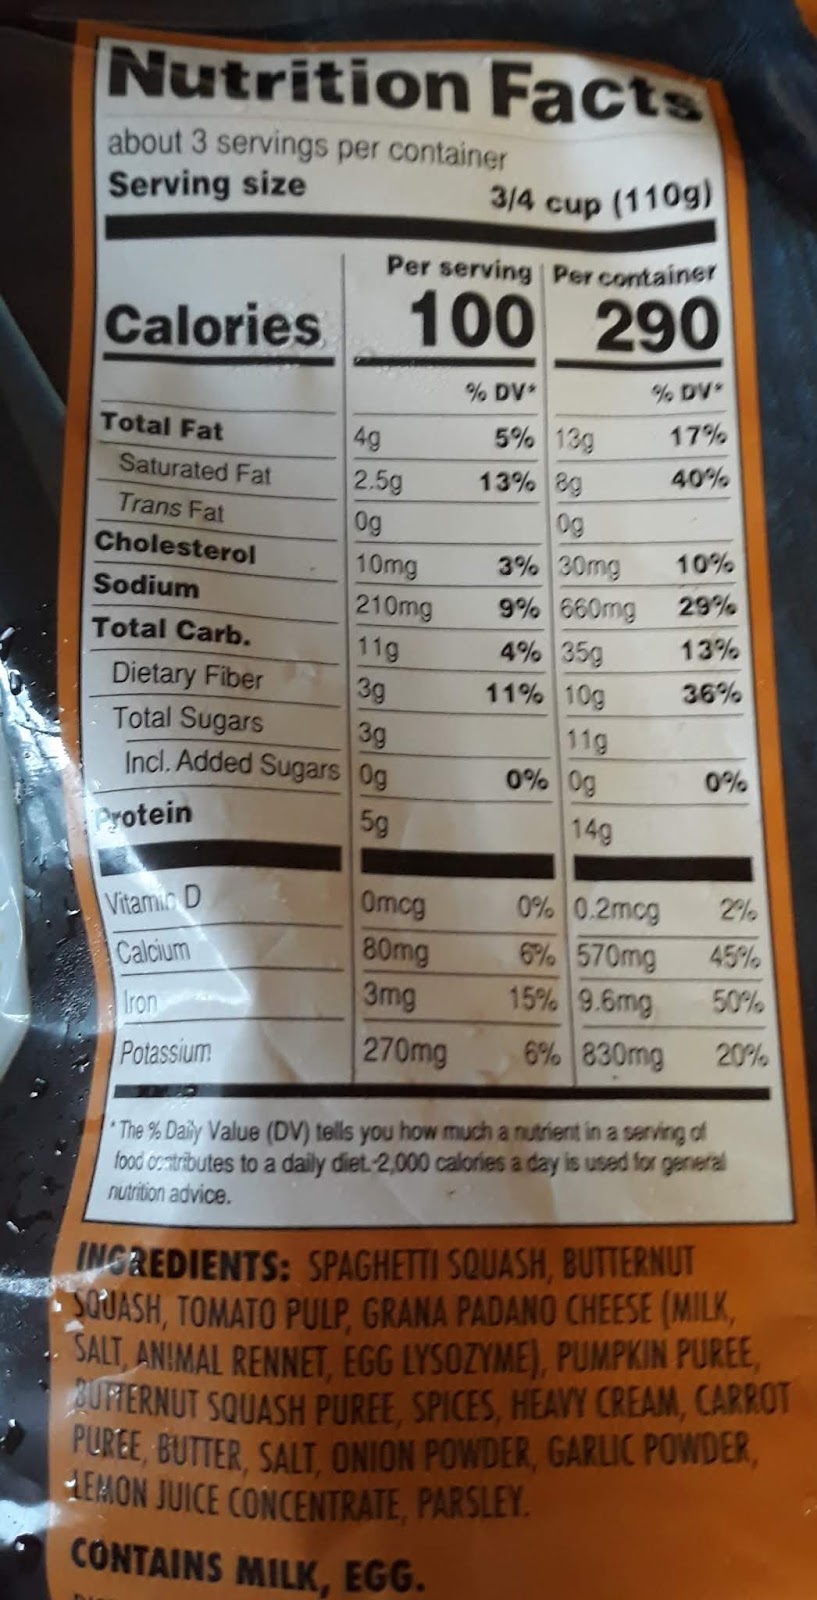 Nutrition Facts
about 3 servings per container
Serving size 3/4 cup (110g)
Per serving Per container
Calories 100 290
% DV* % DV*
Total Fat 4g 5% 13g 17%
Saturated Fat 2.5g 13% 8g 40%
Trans Fat 0g 0g
Cholesterol 10mg 3% 30mg 10%
Sodium 210mg 9% 660mg 29%
Total Carb. 11g 4% 35g 13%
Dietary Fiber 3g 11% 10g 36%
Total Sugars 3g 11g
Incl. Added Sugars 0g 0% 0g 0%
Protein 5g 14g
Vitamin D 0mcg 0% 0.2mcg 2%
Calcium 80mg 6% 570mg 45%
Iron 3mg 15% 9.6mg 50%
Potassium 270mg 6% 830mg 20%
*The % Daily Value (DV) tells you how much a nutrient in a serving of
food contributes to a daily diet. 2,000 calories a day is used for general
nutrition advice.
INGREDIENTS: SPAGHETTI SQUASH, BUTTERNUT
SQUASH, TOMATO PULP, GRANA PADANO CHEESE (MILK,
SALT, ANIMAL RENNET, EGG LYSOZYME), PUMPKIN PUREE,
BUTTERNUT SQUASH PUREE, SPICES, HEAVY CREAM, CARROT
PUREE, BUTTER, SALT, ONION POWDER, GARLIC POWDER,
LEMON JUICE CONCENTRATE, PARSLEY.
CONTAINS MILK, EGG.